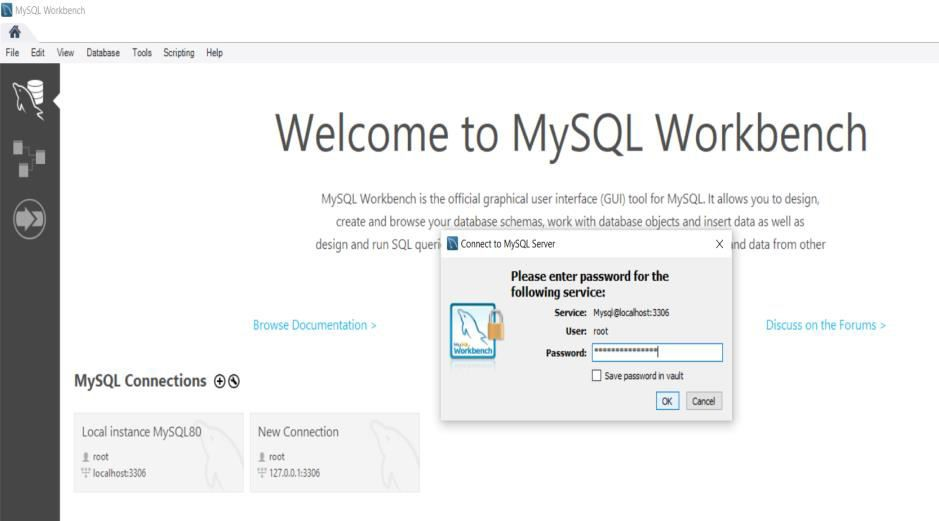 MySQL Workbench
File Edit View Database Tools Scripting Help
Welcome to MySQL Workbench
MySQL Workbench is the official graphical user interface (GUI) tool for MySQL. It allows you to design,
create and browse your database schemas, work with database objects and insert data as well as
design and run SQL queri
nd data from other
Connect to MySQL Server
Please enter password for the
following service:
Service: Mysql@localhost:3306
User: root
Password: ***************
Save password in vault
OK Cancel
MySQL
Workbench
Browse Documentation >
Discuss on the Forums >
MySQL Connections
Local instance MySQL80
root
localhost:3306
New Connection
root
127.0.0.1:3306